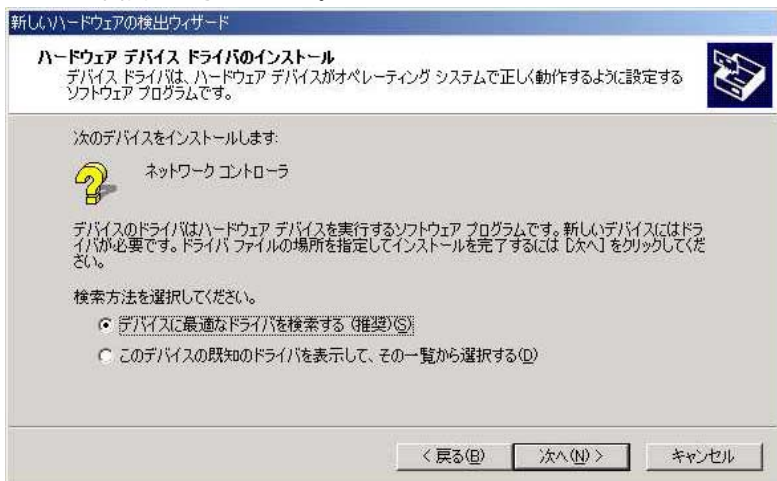 新しいハードウェアの検出ウィザード
ハードウェア デバイス ドライバのインストール
デバイス ドライバは、ハードウェア デバイスがオペレーティング システムで正しく動作するように設定する
ソフトウェア プログラムです。
次のデバイスをインストールします:
ネットワーク コントローラ
デバイスのドライバはハードウェア デバイスを実行するソフトウェア プログラムです。新しいデバイスにはドラ
イバが必要です。ドライバ ファイルの場所を指定してインストールを完了するには [次へ] をクリックしてくだ
さい。
検索方法を選択してください。
デバイスに最適なドライバを検索する (推奨)(S)
このデバイスの既知のドライバを表示して、その一覧から選択する(D)
< 戻る(B)
次へ(N) >
キャンセル